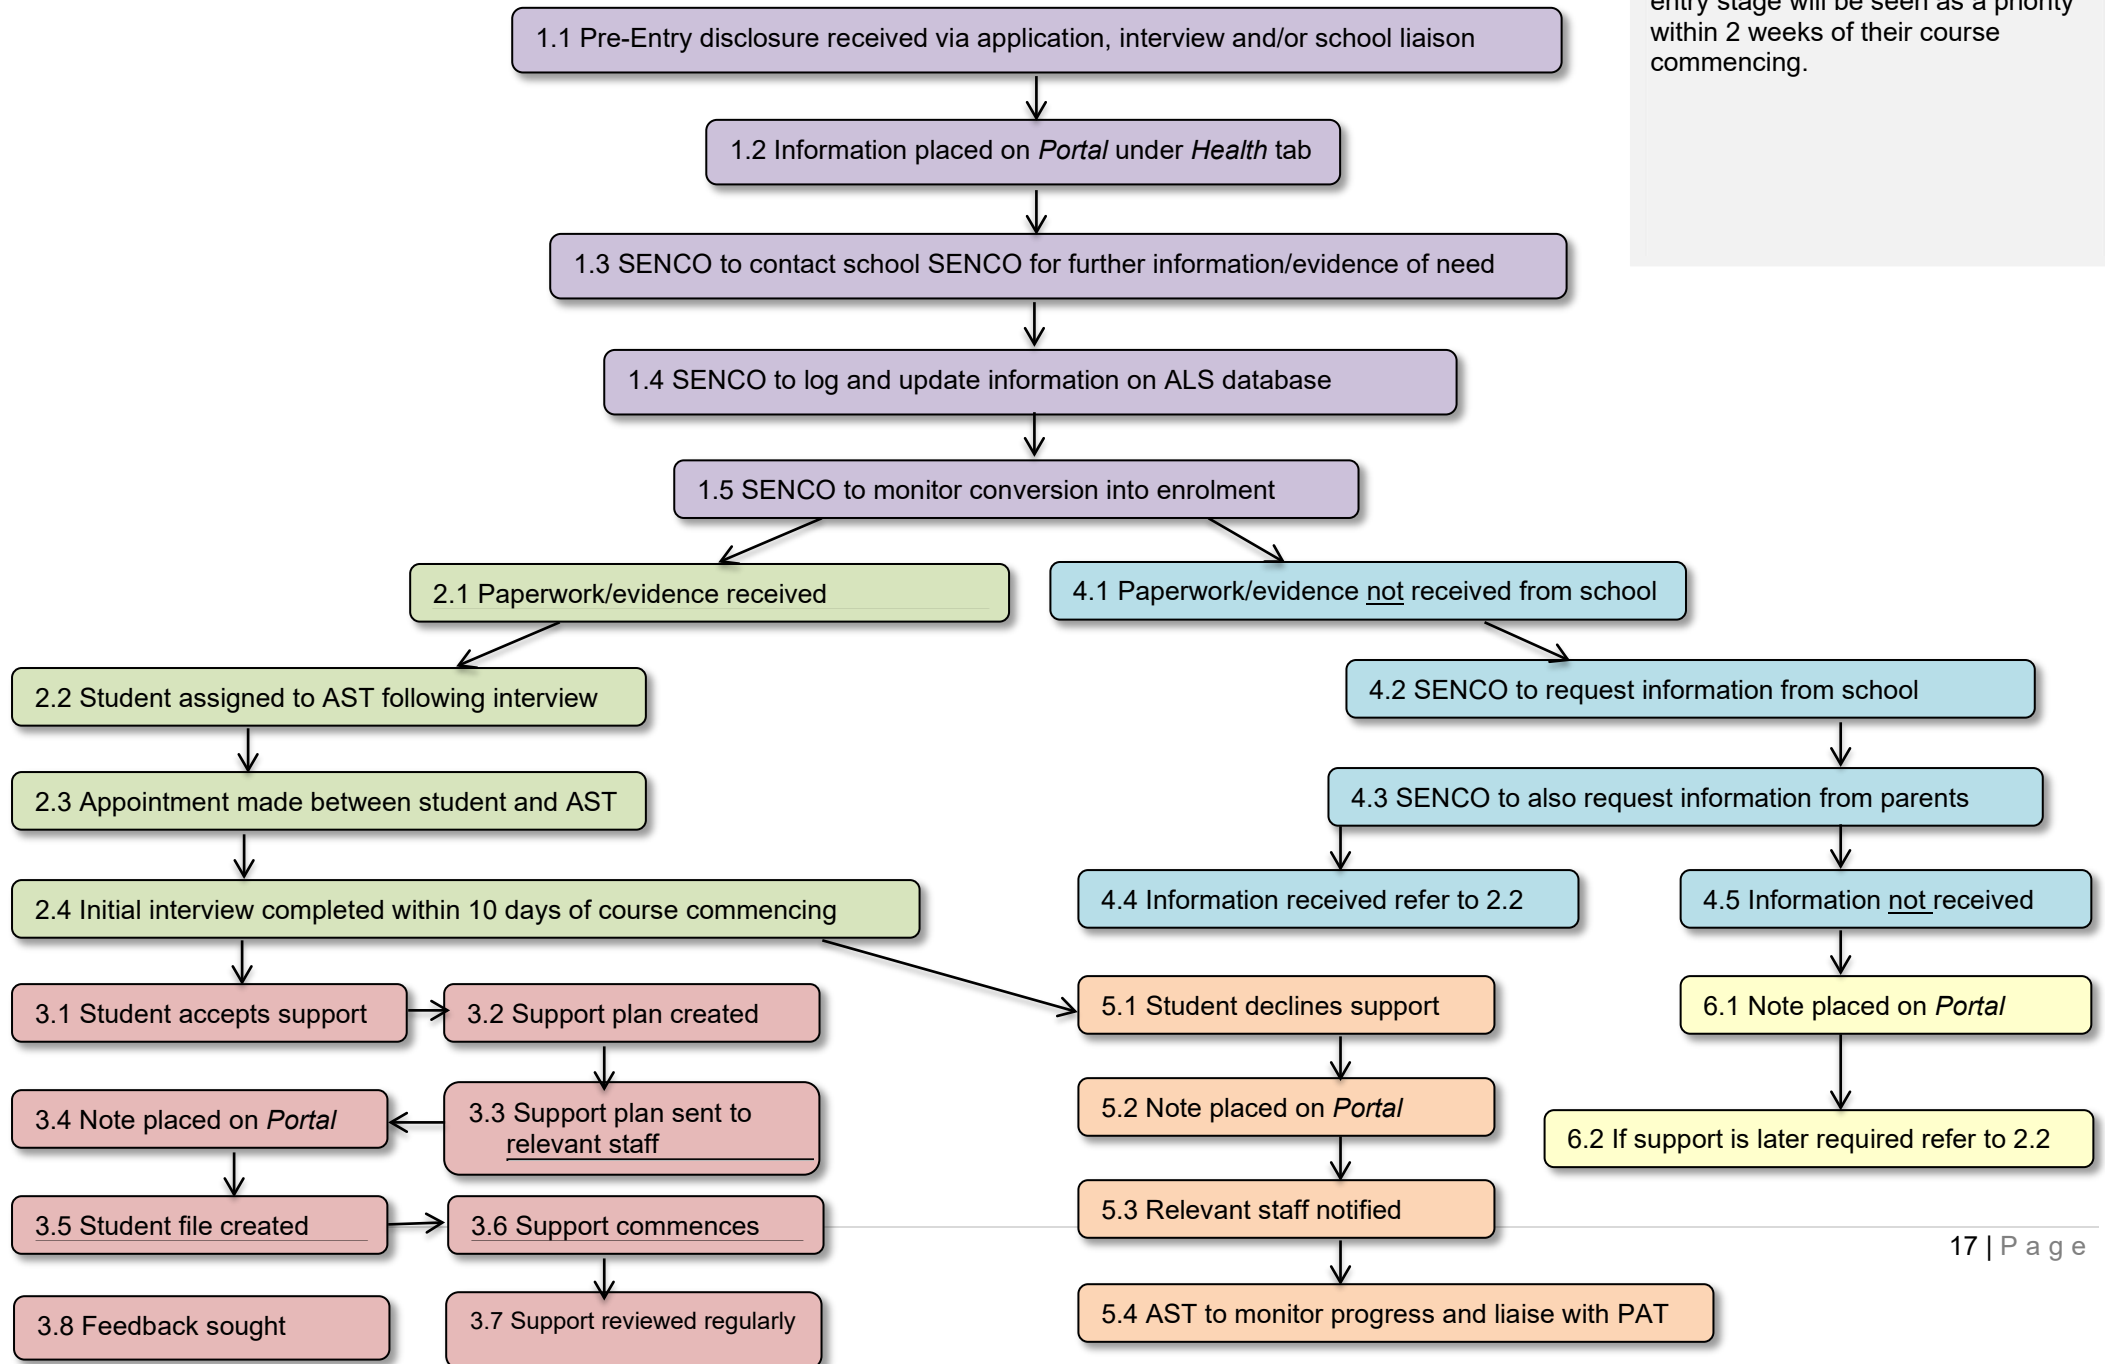 entry stage will be seen as a priority
within 2 weeks of their course
commencing.
1.1 Pre-Entry disclosure received via application, interview and/or school liaison
1.2 Information placed on Portal under Health tab
1.3 SENCO to contact school SENCO for further information/evidence of need
1.4 SENCO to log and update information on ALS database
1.5 SENCO to monitor conversion into enrolment
2.1 Paperwork/evidence received
4.1 Paperwork/evidence not received from school
2.2 Student assigned to AST following interview
4.2 SENCO to request information from school
2.3 Appointment made between student and AST
4.3 SENCO to also request information from parents
2.4 Initial interview completed within 10 days of course commencing
4.4 Information received refer to 2.2
4.5 Information not received
3.1 Student accepts support
3.2 Support plan created
5.1 Student declines support
6.1 Note placed on Portal
3.4 Note placed on Portal
3.3 Support plan sent to
relevant staff
5.2 Note placed on Portal
6.2 If support is later required refer to 2.2
3.5 Student file created
3.6 Support commences
5.3 Relevant staff notified
17 | P a g e
3.8 Feedback sought
3.7 Support reviewed regularly
5.4 AST to monitor progress and liaise with PAT